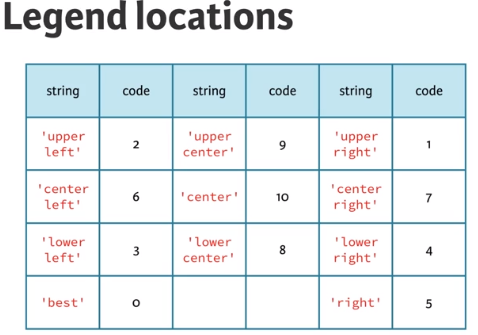 Legend locations
string code string code string code
'upper left' 2 'upper center' 9 'upper right' 1
'center left' 6 'center' 10 'center right' 7
'lower left' 3 'lower center' 8 'lower right' 4
'best' 0 'right' 5